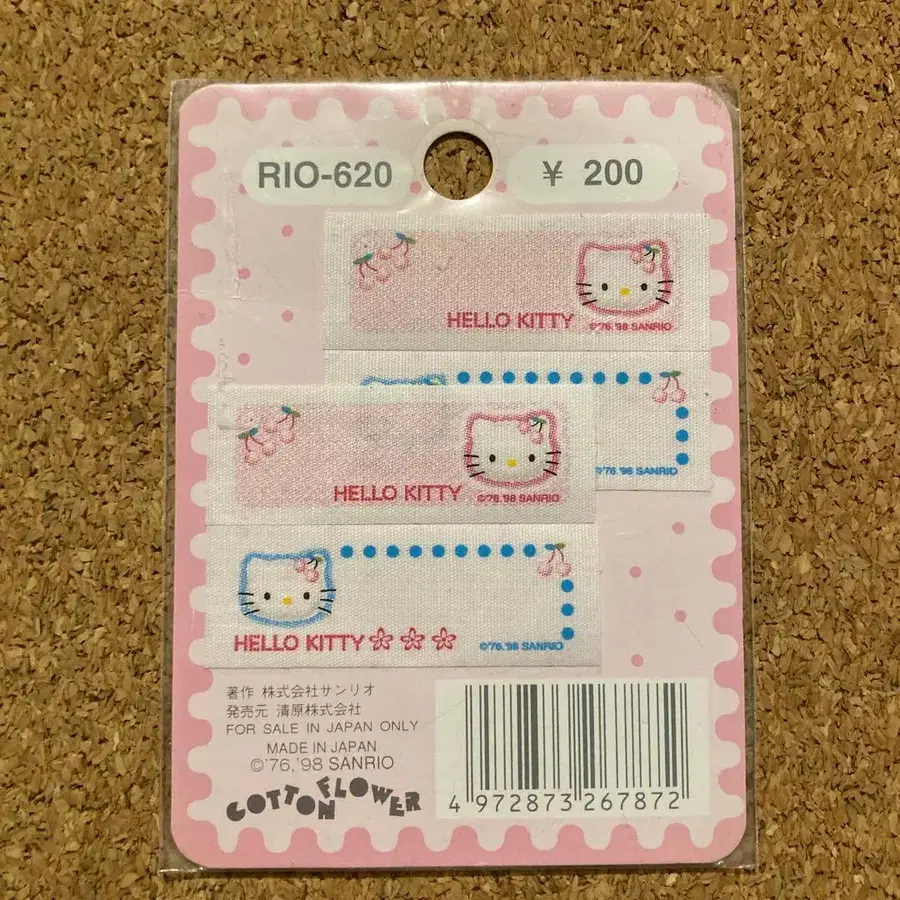 RIO-620
¥ 200
HELLO KITTY
©'76,'98 SANRIO
©'76,'98 SANRIO
HELLO KITTY
©'76,'98 SANRIO
HELLO KITTY
©'76,'98 SANRIO
著作 株式会社サンリオ
発売元 清原株式会社
FOR SALE IN JAPAN ONLY
MADE IN JAPAN
©'76,'98 SANRIO
COTTON FLOWER
4 972873 267872